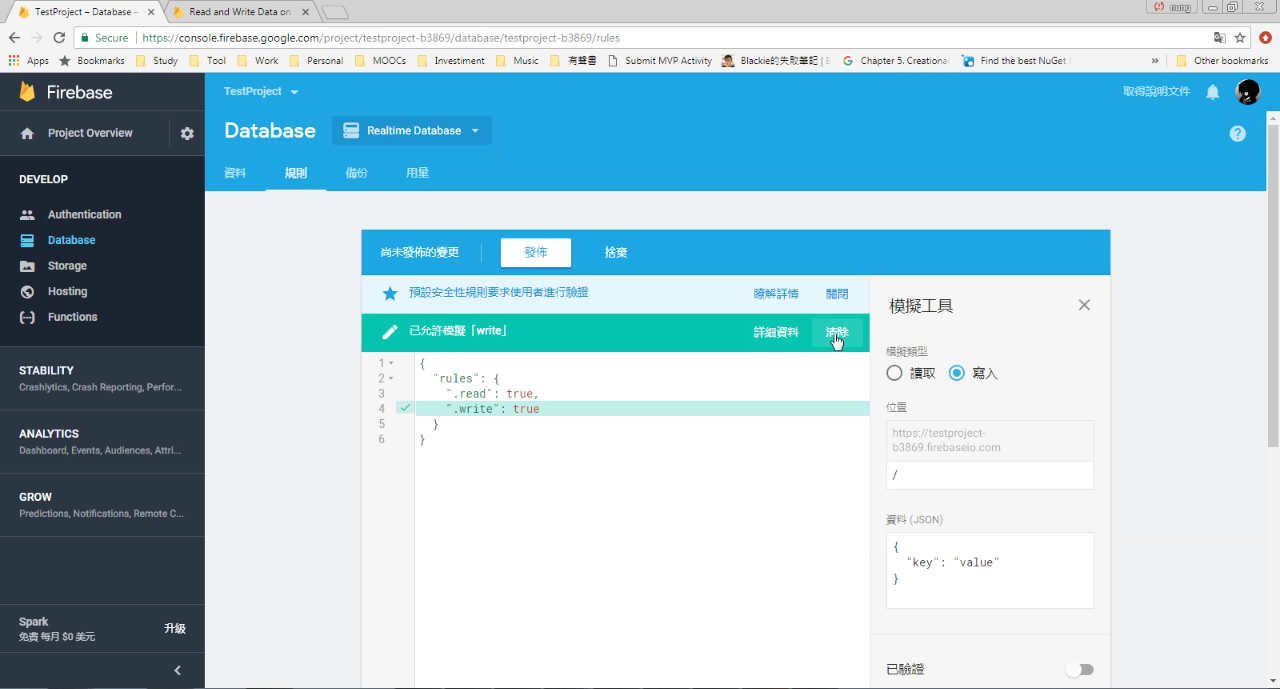 TestProject – Database –
Read and Write Data on
nung
Secure
https://console.firebase.google.com/project/testproject-b3869/database/testproject-b3869/rules
Apps
Bookmarks
Study
Tool
Work
Personal
MOOCs
Investiment
Music
有聲書
Submit MVP Activity
Blackie的失敗筆記 | E
Chapter 5. Creational
Find the best NuGet
»
Other bookmarks
Firebase
TestProject
取得說明文件
Project Overview
Database
Realtime Database
資料
規則
備份
用量
DEVELOP
Authentication
Database
Storage
Hosting
Functions
STABILITY
Crashlytics, Crash Reporting, Perfor...
ANALYTICS
Dashboard, Events, Audiences, Attri...
GROW
Predictions, Notifications, Remote C...
Spark
免費 每月 $0 美元
升級
尚未發佈的變更
發佈
捨棄
預設安全性規則要求使用者進行驗證
瞭解詳情
關閉
已允許模擬「write」
詳細資料
清除
1 {
2 "rules": {
3 ".read": true,
4 ".write": true
5 }
6 }
模擬工具
模擬類型
讀取
寫入
位置
https://testproject-
b3869.firebaseio.com
/
資料 (JSON)
{
"key": "value"
}
已驗證